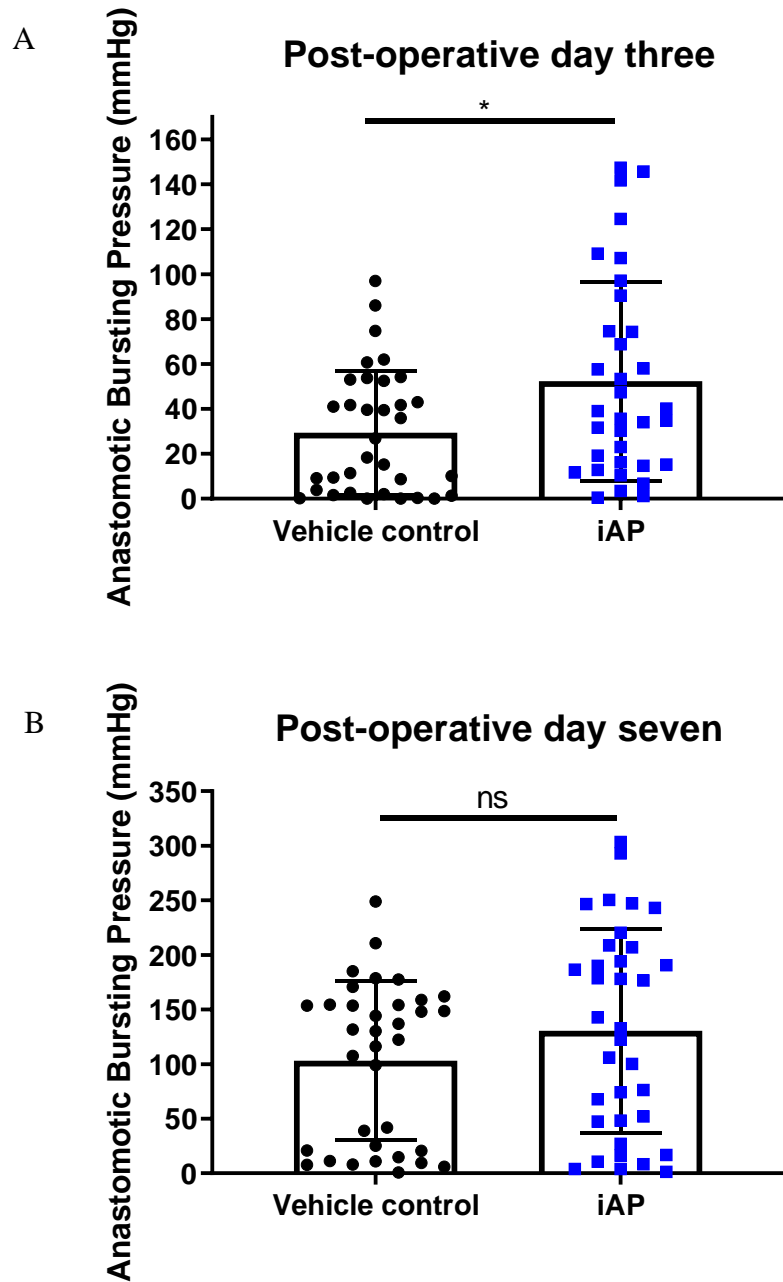 A
Post-operative day three
*
Anastomotic Bursting Pressure (mmHg)
160
140
120
100
80
60
40
20
0
Vehicle control iAP
B
Post-operative day seven
ns
Anastomotic Bursting Pressure (mmHg)
350
300
250
200
150
100
50
0
Vehicle control iAP